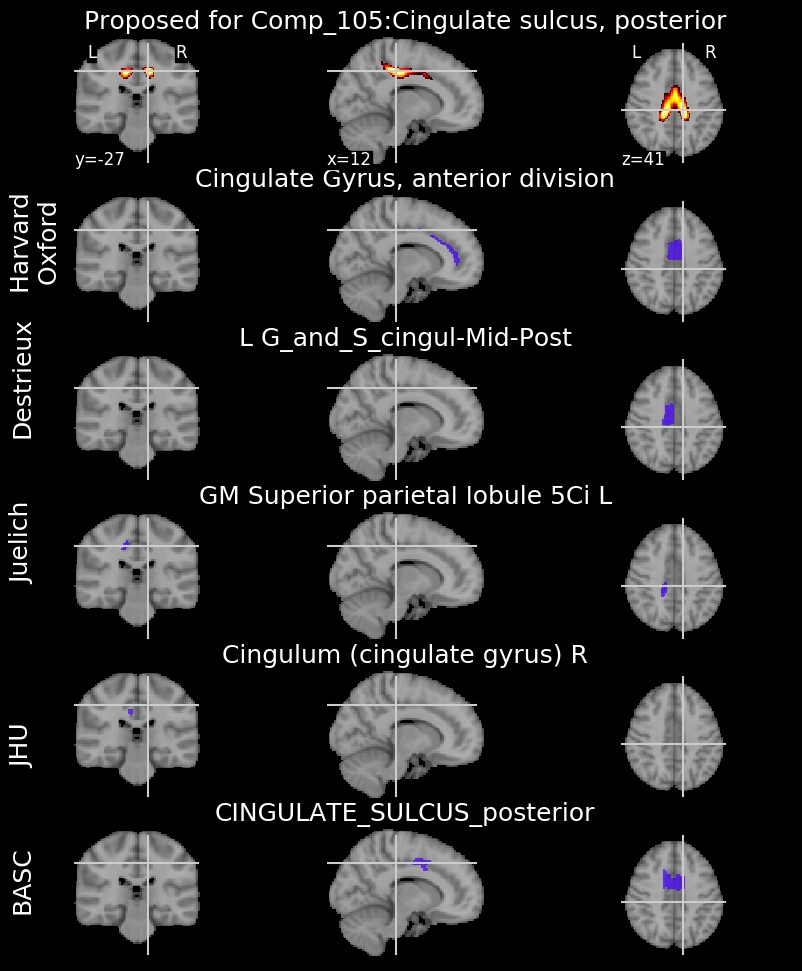 Proposed for Comp_105:Cingulate sulcus, posterior
L R L R
y=-27 x=12 z=41
Cingulate Gyrus, anterior division
Harvard
Oxford
L G_and_S_cingul-Mid-Post
Destrieux
GM Superior parietal lobule 5Ci L
Juelich
Cingulum (cingulate gyrus) R
JHU
CINGULATE_SULCUS_posterior
BASC